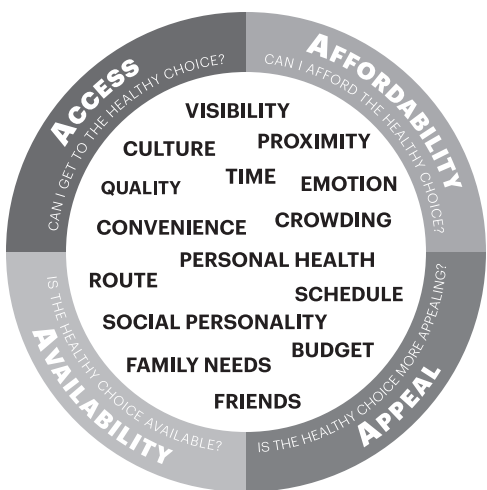 ACCESS
CAN I GET TO THE HEALTHY CHOICE?
AFFORDABILITY
CAN I AFFORD THE HEALTHY CHOICE?
VISIBILITY
CULTURE
PROXIMITY
QUALITY
TIME
EMOTION
CONVENIENCE
CROWDING
PERSONAL HEALTH
ROUTE
SCHEDULE
SOCIAL PERSONALITY
BUDGET
FAMILY NEEDS
FRIENDS
IS THE HEALTHY CHOICE AVAILABLE?
AVAILABILITY
IS THE HEALTHY CHOICE MORE APPEALING?
APPEAL